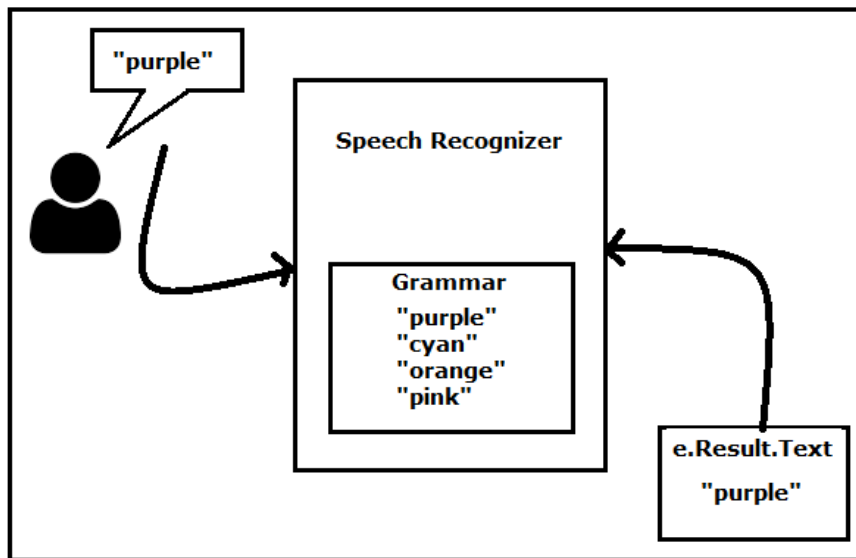 "purple"
Speech Recognizer
Grammar
"purple"
"cyan"
"orange"
"pink"
e.Result.Text
"purple"